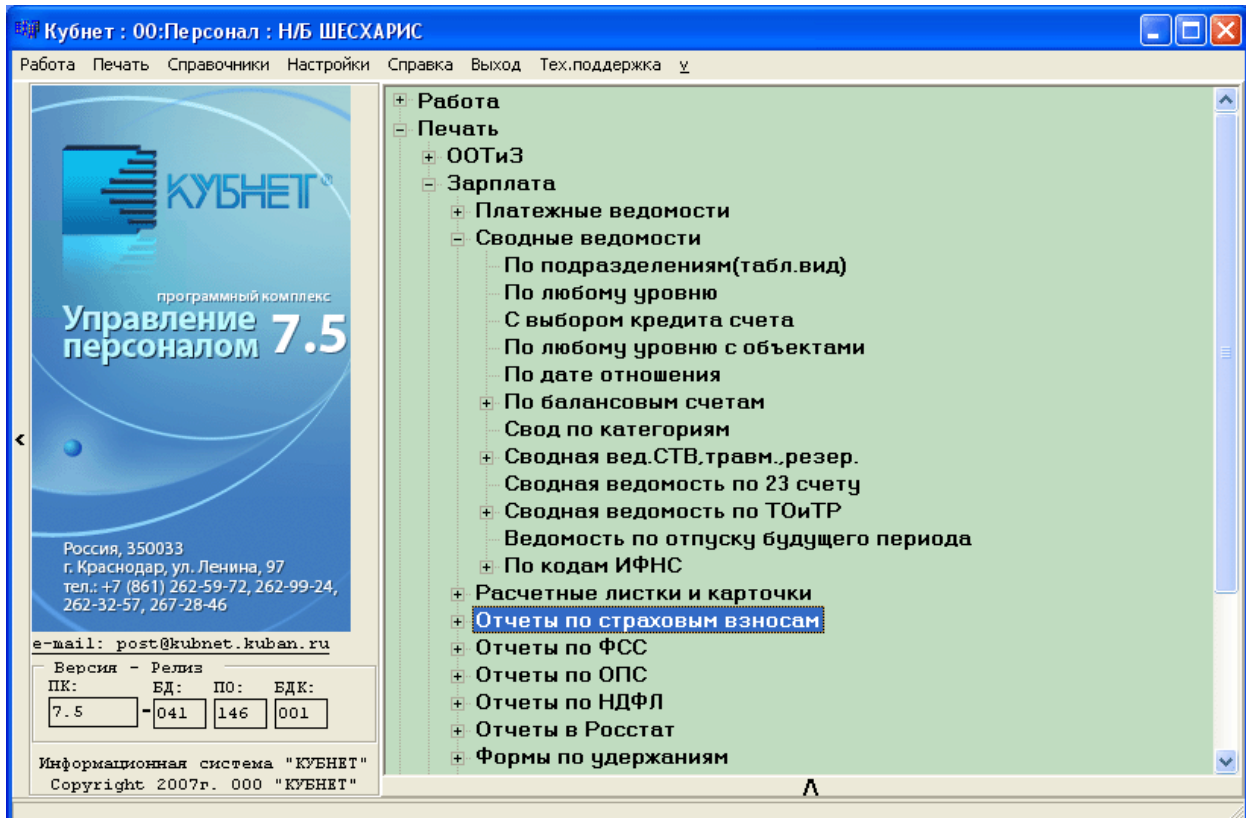 Кубнет : 00:Персонал : Н/Б ШЕСХАРИС
Работа Печать Справочники Настройки Справка Выход Тех.поддержка v
КУБНЕТ®
программный комплекс
Управление персоналом 7.5
Россия, 350033
г. Краснодар, ул. Ленина, 97
тел.: +7 (861) 262-59-72, 262-99-24,
262-32-57, 267-28-46
e-mail: post@kubnet.kuban.ru
Версия - Релиз
ПК: БД: ПО: БДК:
7.5 - 041 146 001
Информационная система "КУБНЕТ"
Copyright 2007г. ООО "КУБНЕТ"
<
Работа
Печать
ООТиЗ
Зарплата
Платежные ведомости
Сводные ведомости
По подразделениям(табл.вид)
По любому уровню
С выбором кредита счета
По любому уровню с объектами
По дате отношения
По балансовым счетам
Свод по категориям
Сводная вед.СТВ,травм.,резер.
Сводная ведомость по 23 счету
Сводная ведомость по ТОиТР
Ведомость по отпуску будущего периода
По кодам ИФНС
Расчетные листки и карточки
Отчеты по страховым взносам
Отчеты по ФСС
Отчеты по ОПС
Отчеты по НДФЛ
Отчеты в Росстат
Формы по удержаниям
Λ